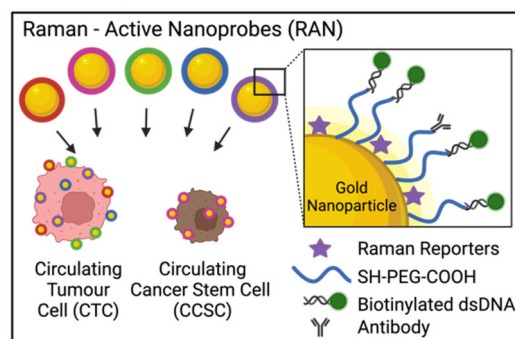 Raman - Active Nanoprobes (RAN)
Gold
Nanoparticle
Circulating
Tumour
Cell (CTC)
Circulating
Cancer Stem Cell
(CCSC)
Raman Reporters
SH-PEG-COOH
Biotinylated dsDNA
Antibody